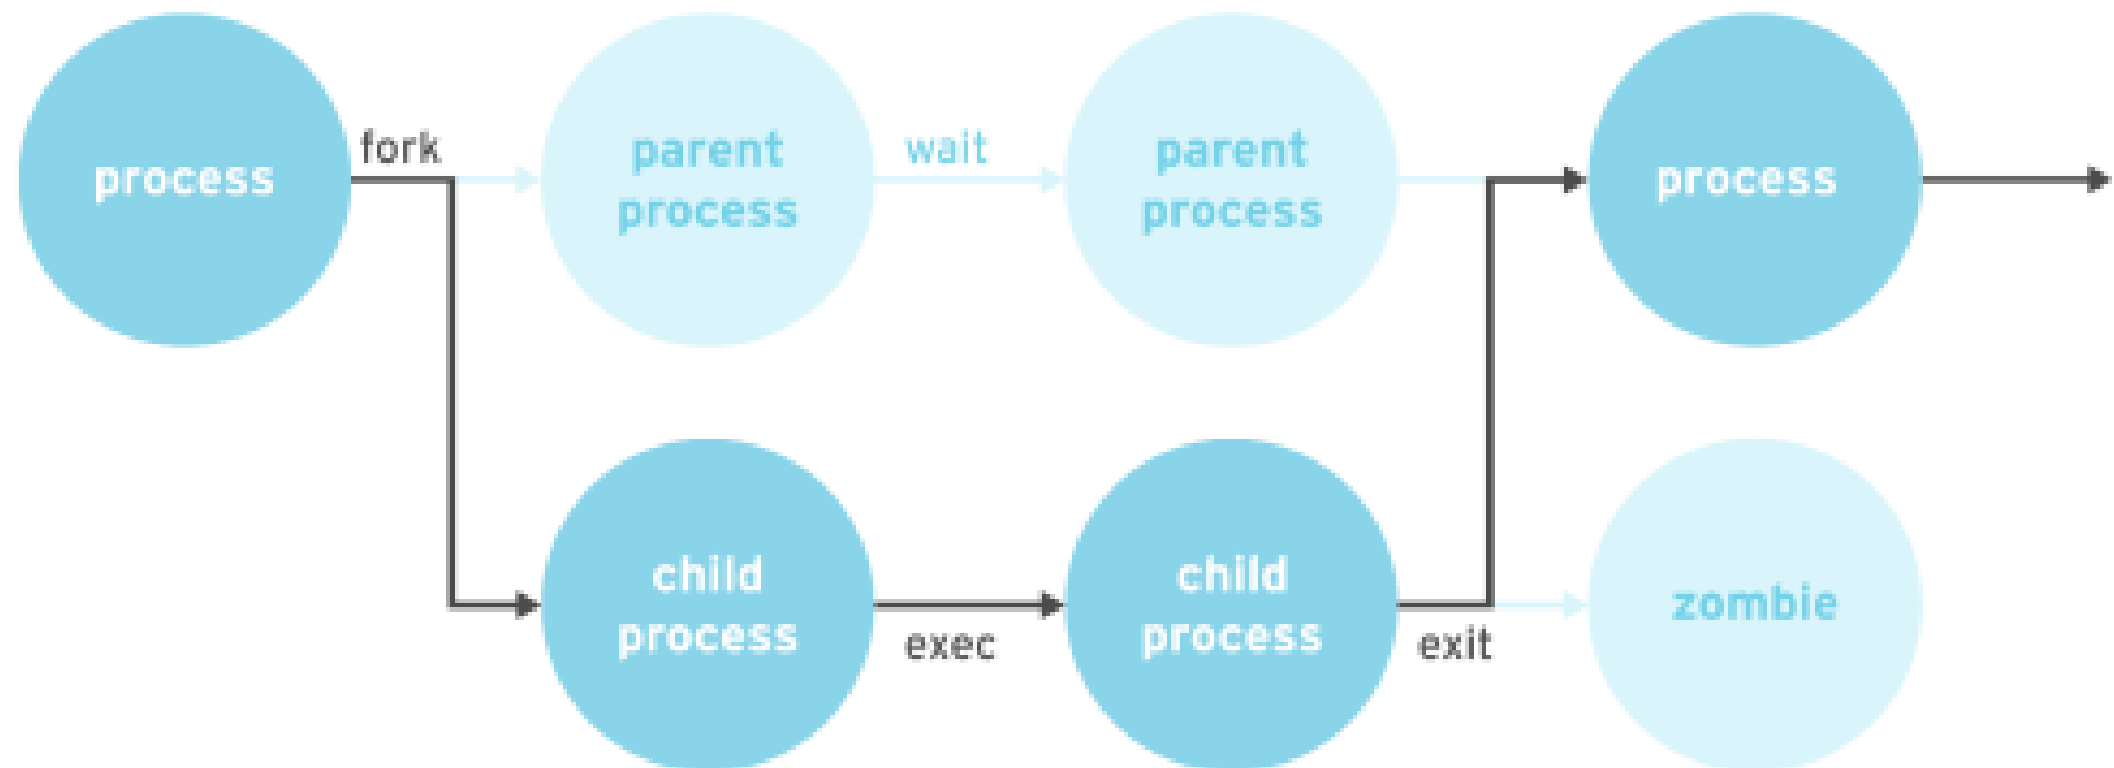 process
fork
parent
process
wait
parent
process
process
child
process
exec
child
process
exit
zombie